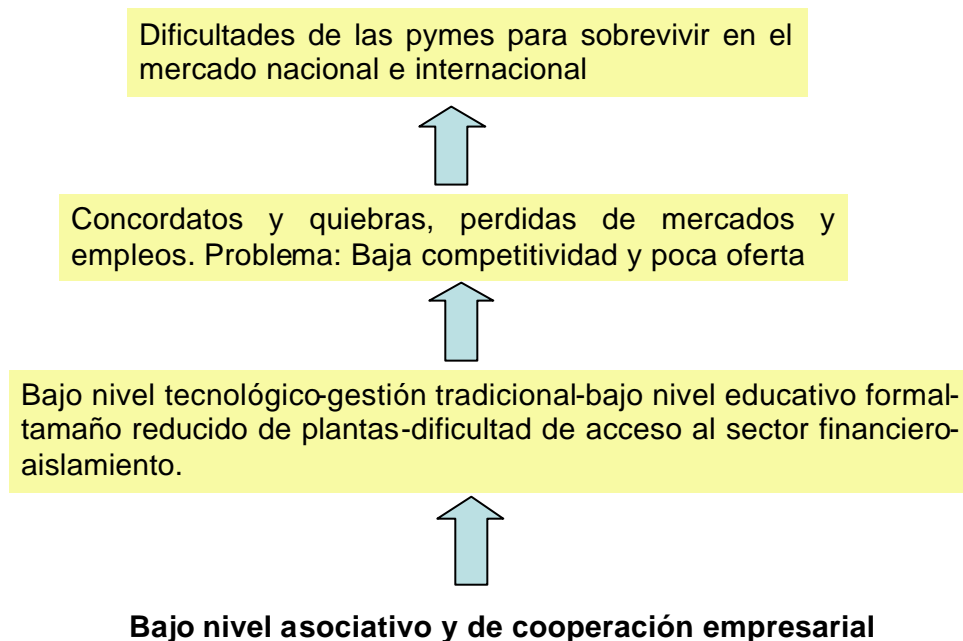 Dificultades de las pymes para sobrevivir en el
mercado nacional e internacional
Concordatos y quiebras, perdidas de mercados y
empleos. Problema: Baja competitividad y poca oferta
Bajo nivel tecnológico-gestión tradicional-bajo nivel educativo formal-
tamaño reducido de plantas-dificultad de acceso al sector financiero-
aislamiento.
Bajo nivel asociativo y de cooperación empresarial